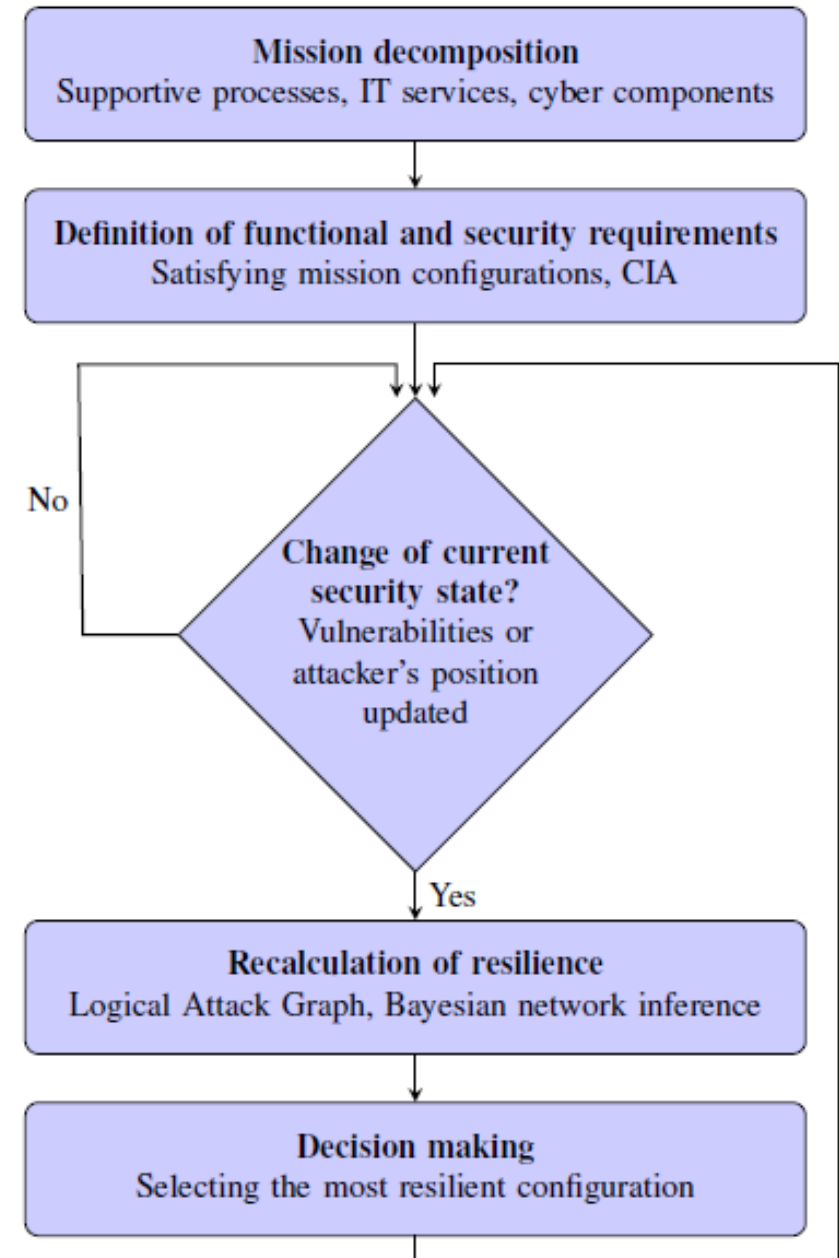 Mission decomposition
Supportive processes, IT services, cyber components
Definition of functional and security requirements
Satisfying mission configurations, CIA
No
Change of current
security state?
Vulnerabilities or
attacker's position
updated
Yes
Recalculation of resilience
Logical Attack Graph, Bayesian network inference
Decision making
Selecting the most resilient configuration